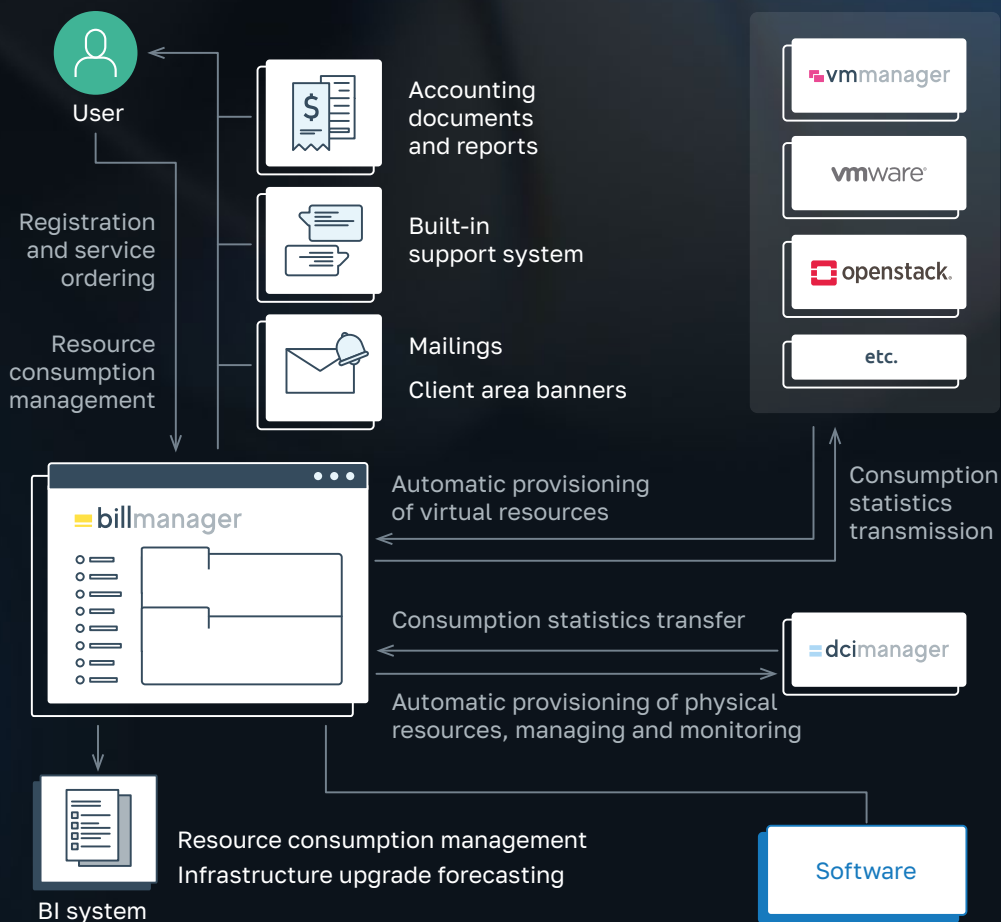 User
Accounting
documents
and reports
vmmanager
vmware®
Registration
and service
ordering
Built-in
support system
openstack.
Resource
consumption
management
Mailings
Client area banners
etc.
billmanager
Automatic provisioning
of virtual resources
Consumption
statistics
transmission
Consumption statistics transfer
dcimanager
Automatic provisioning of physical
resources, managing and monitoring
$
Resource consumption management
Infrastructure upgrade forecasting
BI system
Software